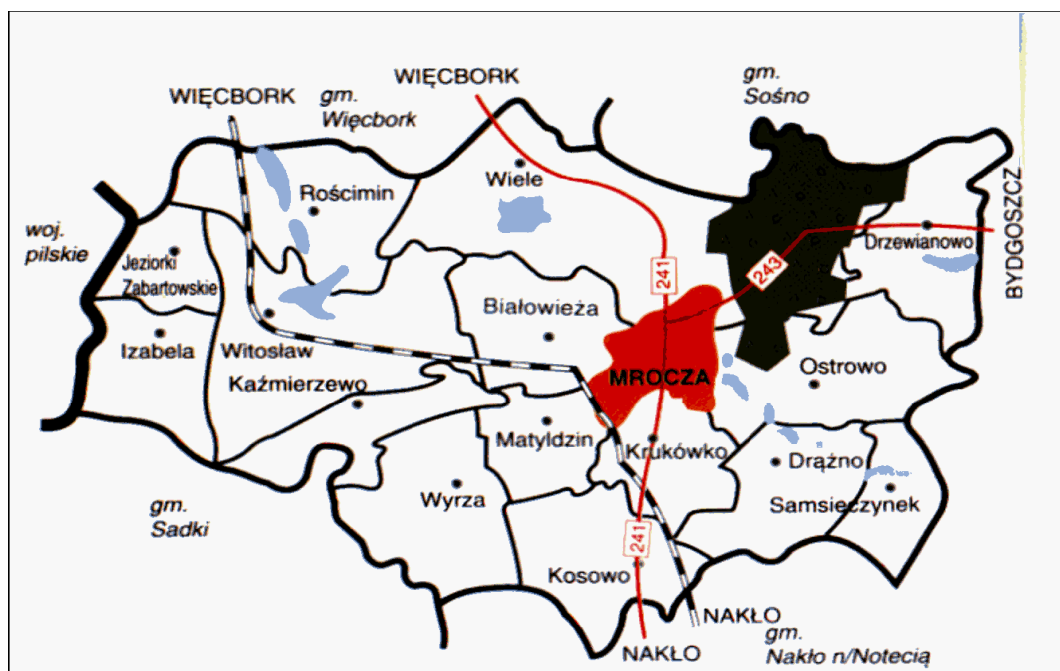 WIĘCBORK
gm.
Sośno
WIĘCBORK
gm.
Więcbork
Rościmin
Wiele
woj.
pilskie
Jeziorki
Zabartowskie
Drzewianowo
BYDGOSZCZ
241
243
Białowieża
Izabela
Witosław
Kaźmierzewo
MROCZA
Ostrowo
Matyldzin
Krukówko
Drążno
Wyrza
Samsieczynek
gm.
Sadki
241
Kosowo
NAKŁO
NAKŁO
gm.
Nakło n/Notecią